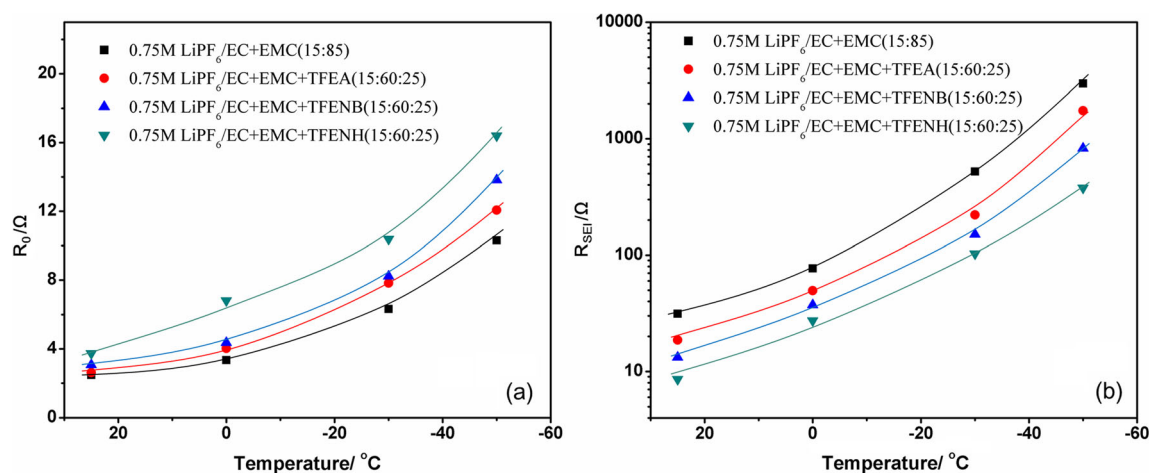 22
20
16
12
8
4
0
R₀/Ω
0.75M LiPF₆/EC+EMC(15:85)
0.75M LiPF₆/EC+EMC+TFEA(15:60:25)
0.75M LiPF₆/EC+EMC+TFENB(15:60:25)
0.75M LiPF₆/EC+EMC+TFENH(15:60:25)
(a)
20 0 -20 -40 -60
Temperature/ °C
10000
1000
100
10
R_SEI/Ω
0.75M LiPF₆/EC+EMC(15:85)
0.75M LiPF₆/EC+EMC+TFEA(15:60:25)
0.75M LiPF₆/EC+EMC+TFENB(15:60:25)
0.75M LiPF₆/EC+EMC+TFENH(15:60:25)
(b)
20 0 -20 -40 -60
Temperature/ °C